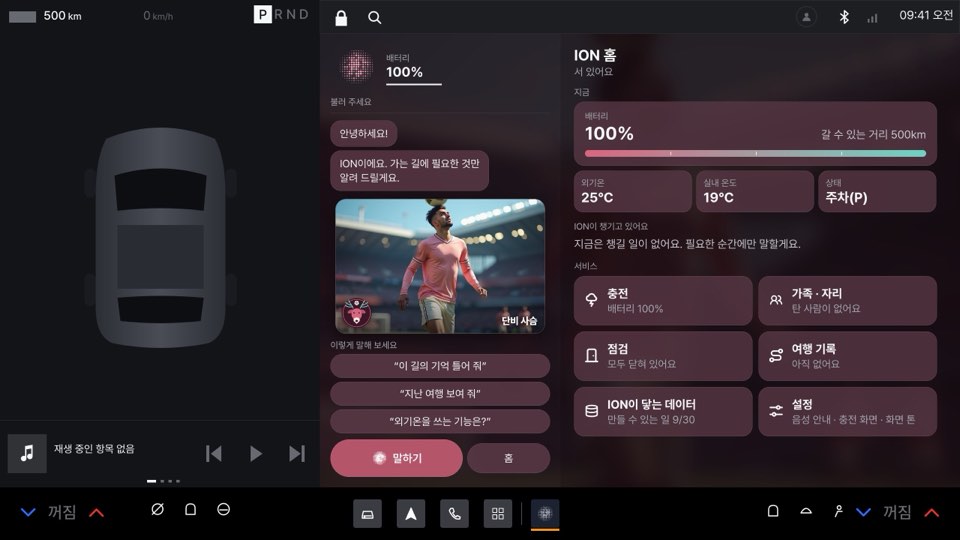 500 km
0 km/h
P R N D
09:41 오전
배터리
100%
불러 주세요
안녕하세요!
ION이에요. 가는 길에 필요한 것만
알려 드릴게요.
단비 사슴
이렇게 말해 보세요
“이 길의 기억 틀어 줘”
“지난 여행 보여 줘”
“외기온을 쓰는 기능은?”
말하기
홈
ION 홈
서 있어요
지금
배터리
100%
갈 수 있는 거리 500km
외기온
25°C
실내 온도
19°C
상태
주차(P)
ION이 챙기고 있어요
지금은 챙길 일이 없어요. 필요한 순간에만 말할게요.
서비스
충전
배터리 100%
가족 · 자리
탄 사람이 없어요
점검
모두 닫혀 있어요
여행 기록
아직 없어요
ION이 닿는 데이터
만들 수 있는 일 9/30
설정
음성 안내 · 충전 화면 · 화면 톤
재생 중인 항목 없음
꺼짐
꺼짐